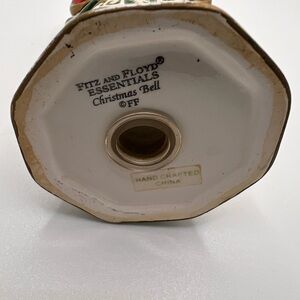 FITZ AND FLOYD®
ESSENTIALS
Christmas Bell
©FF
HAND CRAFTED
CHINA